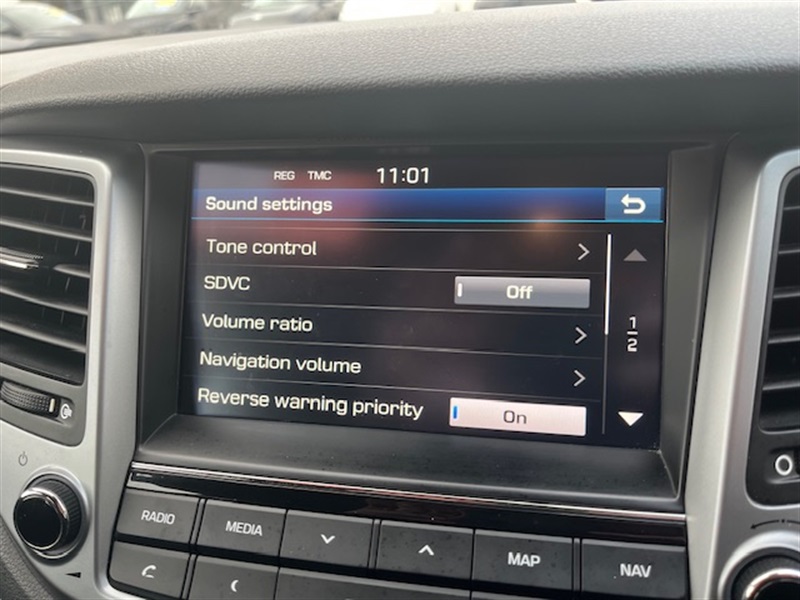 REG TMC 11:01
Sound settings
Tone control
SDVC Off
Volume ratio
Navigation volume
Reverse warning priority On
1
2
RADIO MEDIA MAP NAV